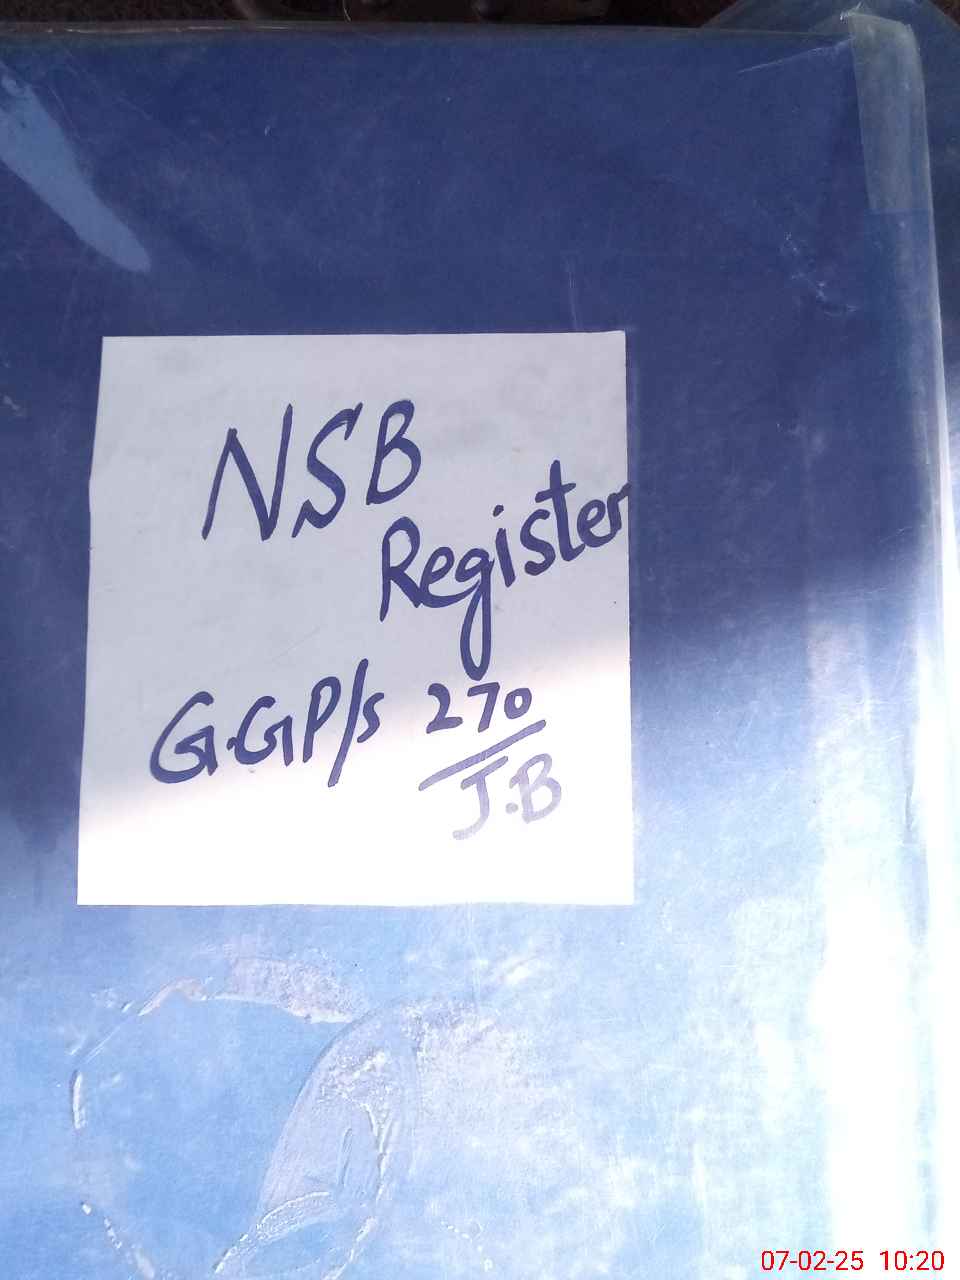 NSB
Register
G.GP/s 270
J.B
07-02-25 10:20